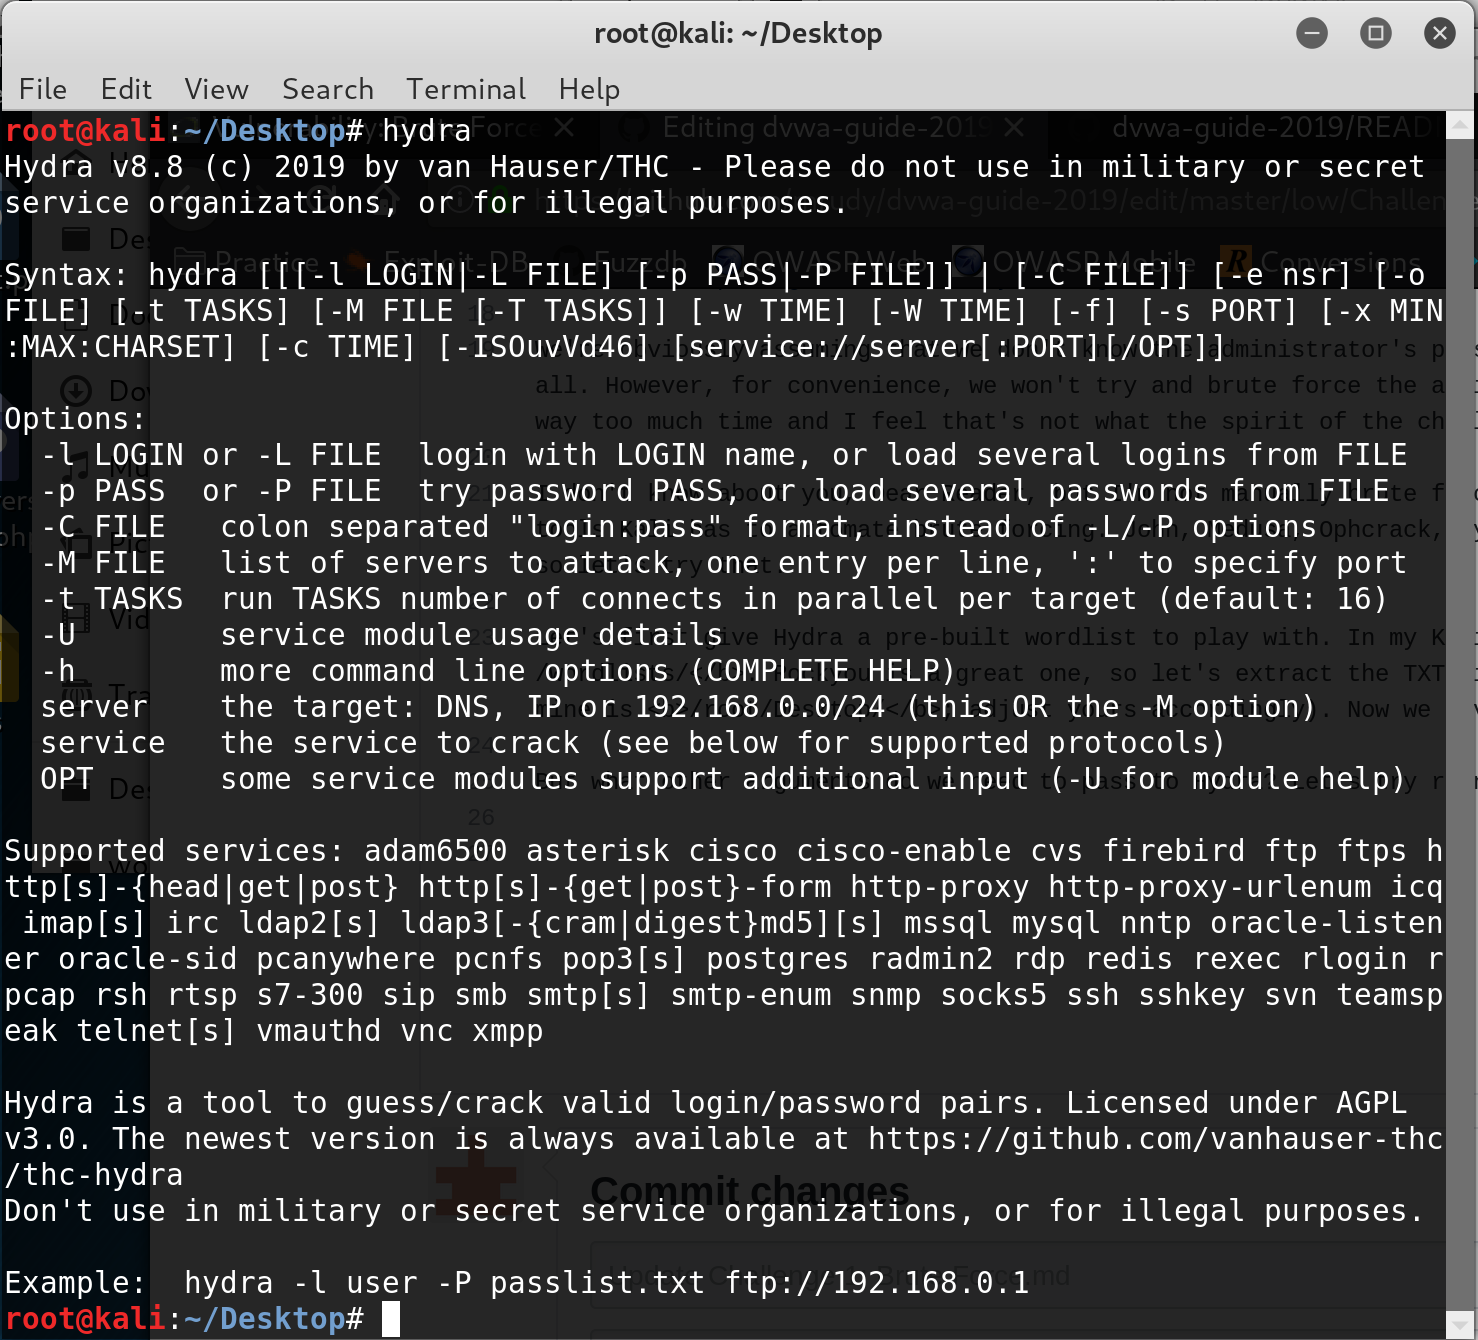 root@kali: ~/Desktop
File Edit View Search Terminal Help
root@kali:~/Desktop# hydra
Hydra v8.8 (c) 2019 by van Hauser/THC - Please do not use in military or secret
service organizations, or for illegal purposes.
Syntax: hydra [[[-l LOGIN|-L FILE] [-p PASS|-P FILE]] | [-C FILE]] [-e nsr] [-o
FILE] [-t TASKS] [-M FILE [-T TASKS]] [-w TIME] [-W TIME] [-f] [-s PORT] [-x MIN
:MAX:CHARSET] [-c TIME] [-ISOuvVd46] [service://server[:PORT][/OPT]]
Options:
-l LOGIN or -L FILE  login with LOGIN name, or load several logins from FILE
-p PASS  or -P FILE  try password PASS, or load several passwords from FILE
-C FILE   colon separated "login:pass" format, instead of -L/-P options
-M FILE   list of servers to attack, one entry per line, ':' to specify port
-t TASKS  run TASKS number of connects in parallel per target (default: 16)
-U        service module usage details
-h        more command line options (COMPLETE HELP)
server    the target: DNS, IP or 192.168.0.0/24 (this OR the -M option)
service   the service to crack (see below for supported protocols)
OPT       some service modules support additional input (-U for module help)
Supported services: adam6500 asterisk cisco cisco-enable cvs firebird ftp ftps h
ttp[s]-{head|get|post} http[s]-{get|post}-form http-proxy http-proxy-urlenum icq
imap[s] irc ldap2[s] ldap3[-{cram|digest}md5][s] mssql mysql nntp oracle-listen
er oracle-sid pcanywhere pcnfs pop3[s] postgres radmin2 rdp redis rexec rlogin r
pcap rsh rtsp s7-300 sip smb smtp[s] smtp-enum snmp socks5 ssh sshkey svn teamsp
eak telnet[s] vmauthd vnc xmpp
Hydra is a tool to guess/crack valid login/password pairs. Licensed under AGPL
v3.0. The newest version is always available at https://github.com/vanhauser-thc
/thc-hydra
Commit changes
Don't use in military or secret service organizations, or for illegal purposes.
Example:  hydra -l user -P passlist.txt ftp://192.168.0.1
root@kali:~/Desktop#